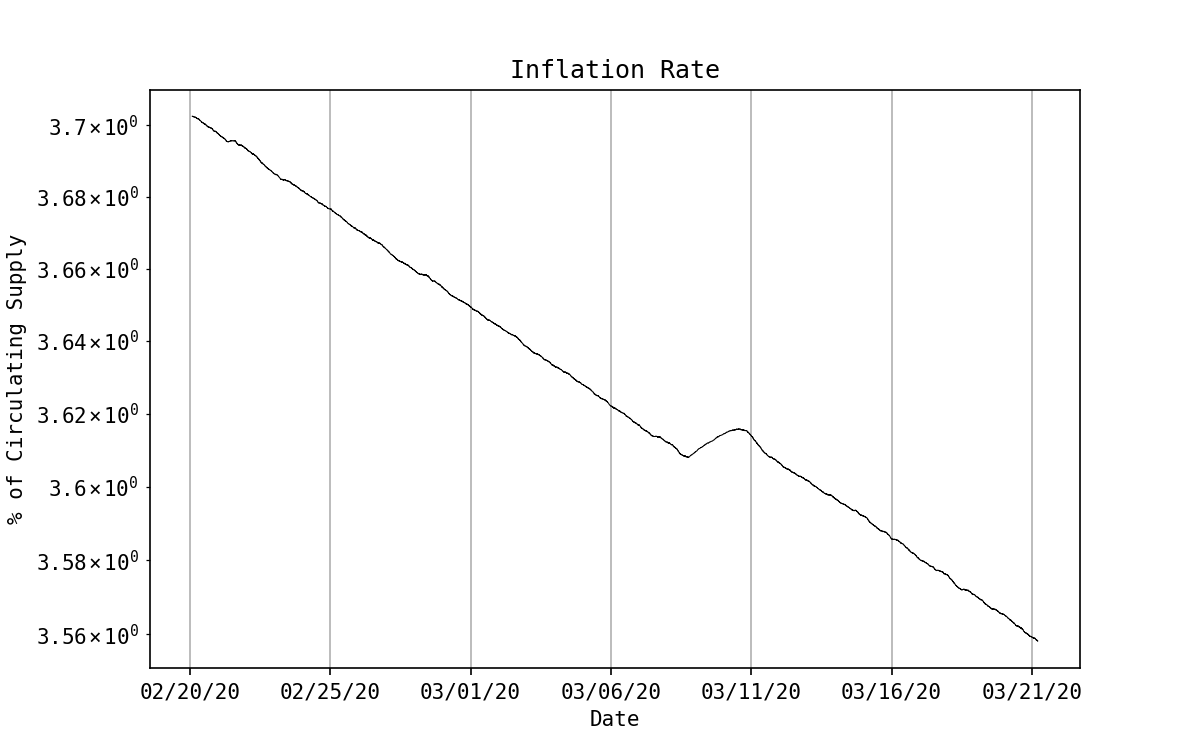 Inflation Rate
% of Circulating Supply
3.7×10⁰
3.68×10⁰
3.66×10⁰
3.64×10⁰
3.62×10⁰
3.6×10⁰
3.58×10⁰
3.56×10⁰
02/20/20 02/25/20 03/01/20 03/06/20 03/11/20 03/16/20 03/21/20
Date